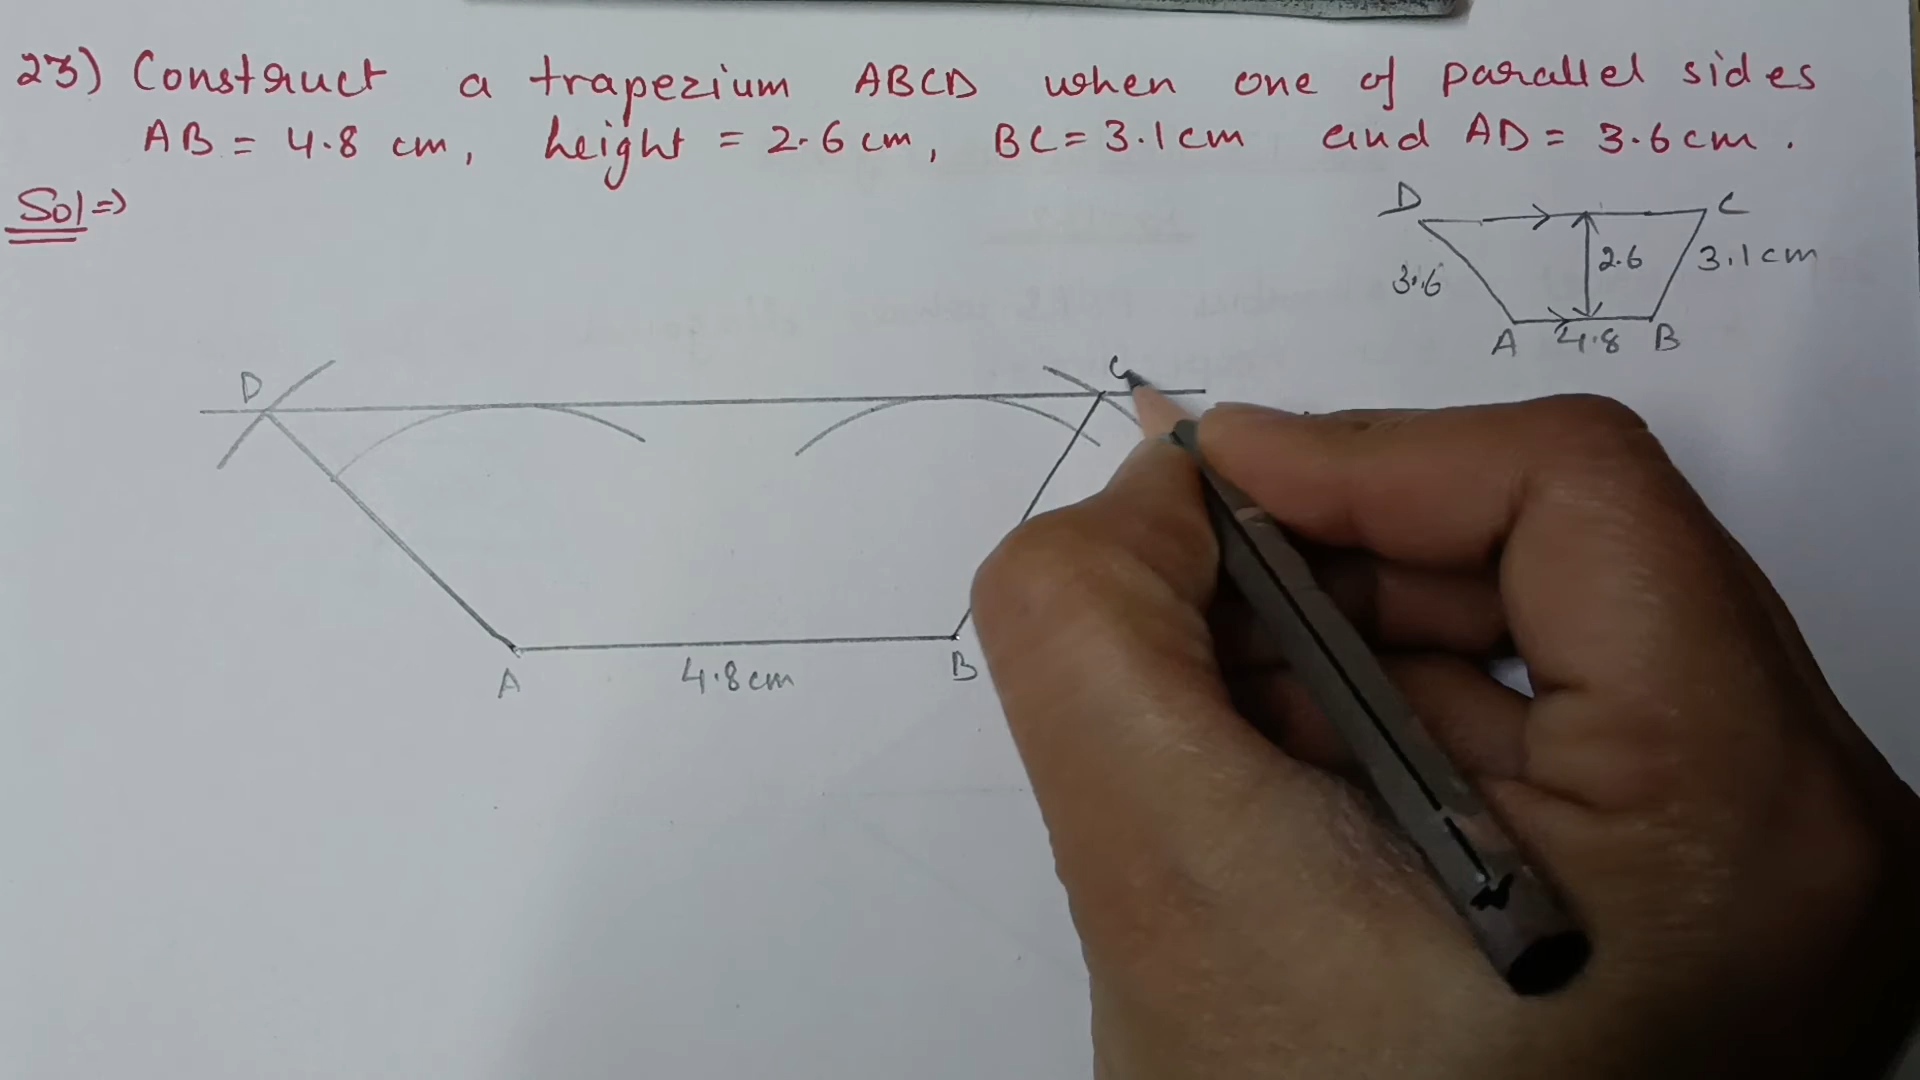 23) Construct a trapezium ABCD when one of parallel sides
AB = 4.8 cm, height = 2.6 cm, BC = 3.1 cm and AD = 3.6 cm.
Sol ⇒
D C
3.6 2.6 3.1 cm
A 4.8 B
D C
A 4.8 cm B